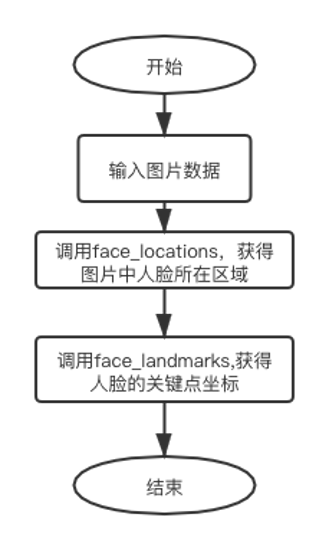 开始
输入图片数据
调用face_locations，获得
图片中人脸所在区域
调用face_landmarks,获得
人脸的关键点坐标
结束